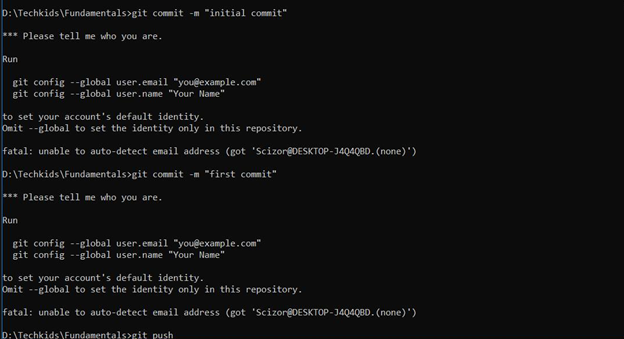 D:\Techkids\Fundamentals>git commit -m "initial commit"
*** Please tell me who you are.
Run
git config --global user.email "you@example.com"
git config --global user.name "Your Name"
to set your account's default identity.
Omit --global to set the identity only in this repository.
fatal: unable to auto-detect email address (got 'Scizor@DESKTOP-J4Q4QBD.(none)')
D:\Techkids\Fundamentals>git commit -m "first commit"
*** Please tell me who you are.
Run
git config --global user.email "you@example.com"
git config --global user.name "Your Name"
to set your account's default identity.
Omit --global to set the identity only in this repository.
fatal: unable to auto-detect email address (got 'Scizor@DESKTOP-J4Q4QBD.(none)')
D:\Techkids\Fundamentals>git push